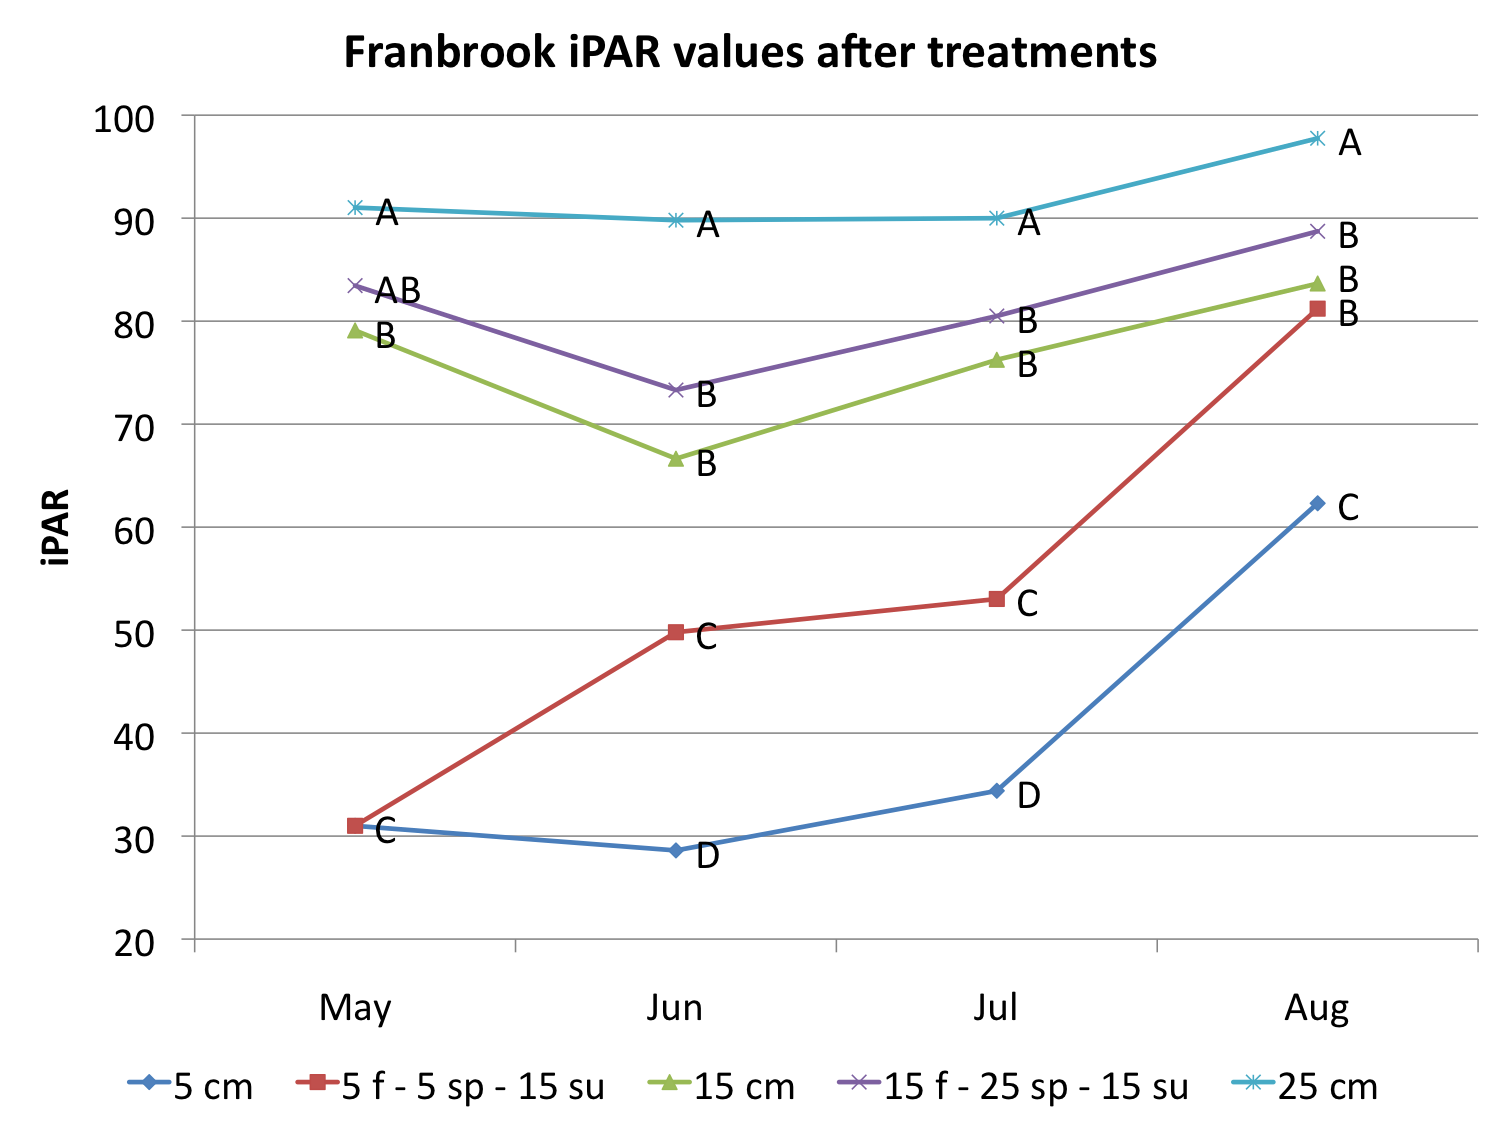 Franbrook iPAR values after treatments
100
A
90
A
A
A
B
AB
B
80
B
B
B
B
70
B
B
iPAR
60
C
50
C
C
40
D
30
C
D
20
May Jun Jul Aug
5 cm 5 f - 5 sp - 15 su 15 cm 15 f - 25 sp - 15 su 25 cm